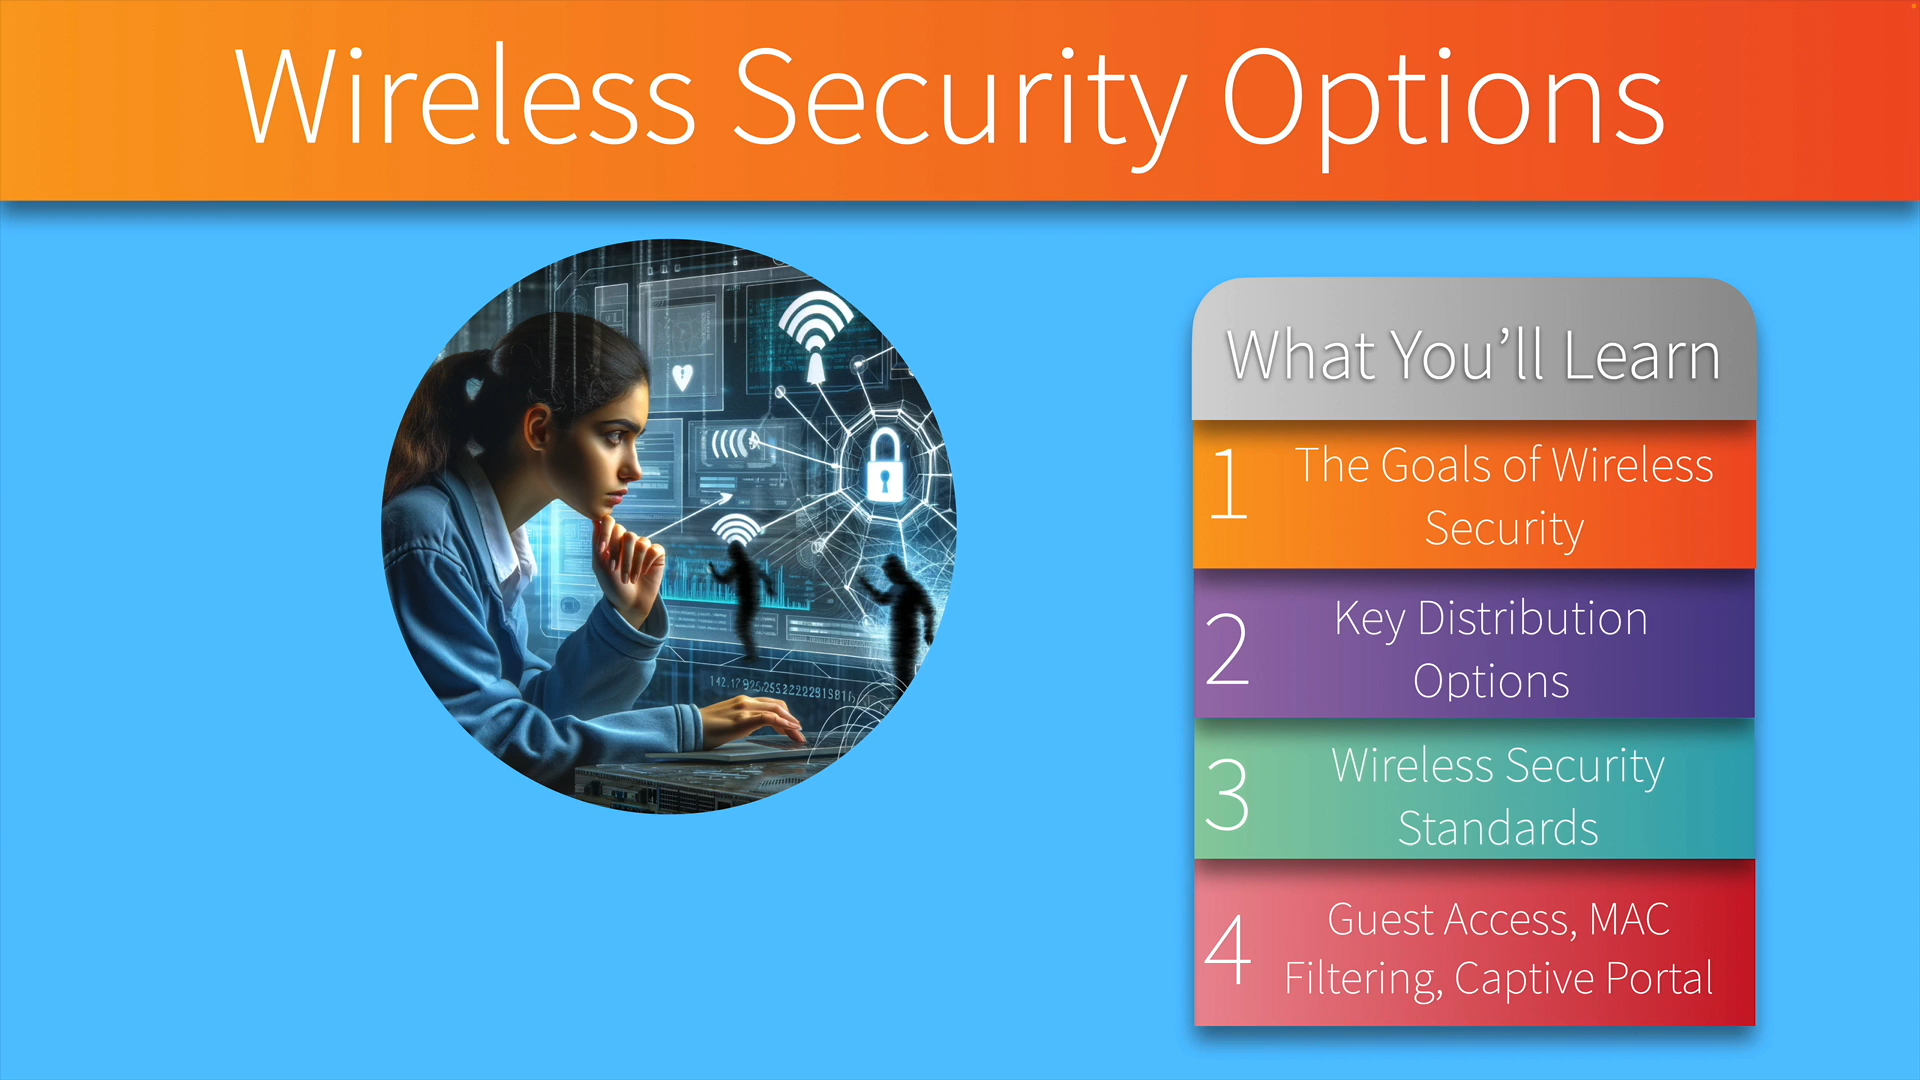 Wireless Security Options
What You’ll Learn
1
The Goals of Wireless
Security
2
Key Distribution
Options
3
Wireless Security
Standards
4
Guest Access, MAC
Filtering, Captive Portal